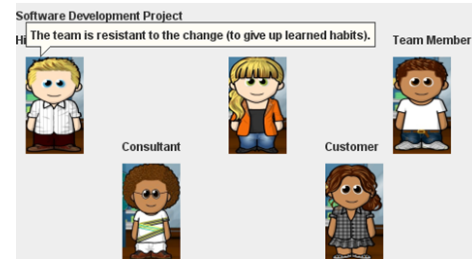 Software Development Project
The team is resistant to the change (to give up learned habits).
Hi
Team Member
Consultant
Customer